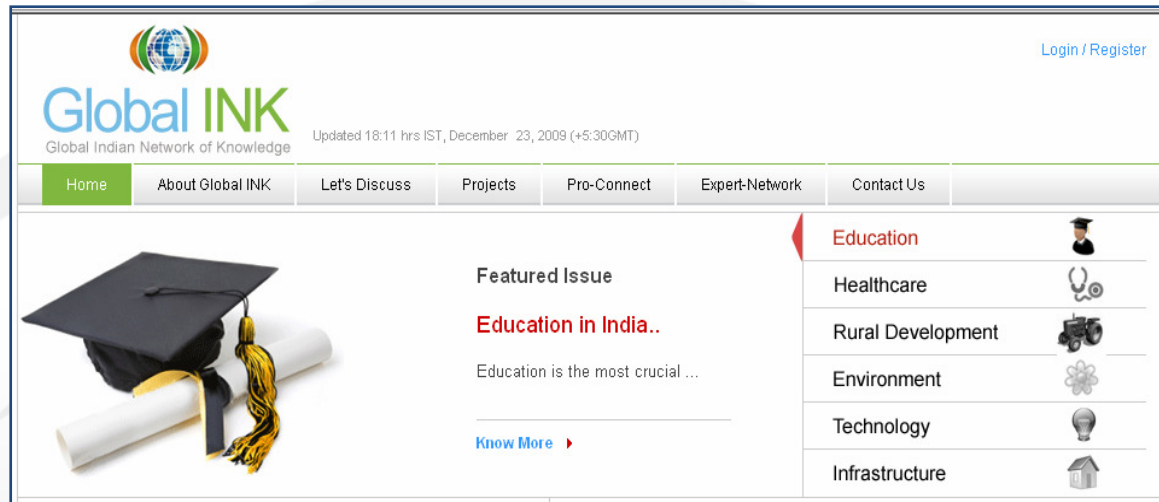 Login / Register
Global INK
Global Indian Network of Knowledge
Updated 18:11 hrs IST, December 23, 2009 (+5:30GMT)
Home About Global INK Let's Discuss Projects Pro-Connect Expert-Network Contact Us
Featured Issue
Education in India..
Education is the most crucial ...
Know More
Education
Healthcare
Rural Development
Environment
Technology
Infrastructure